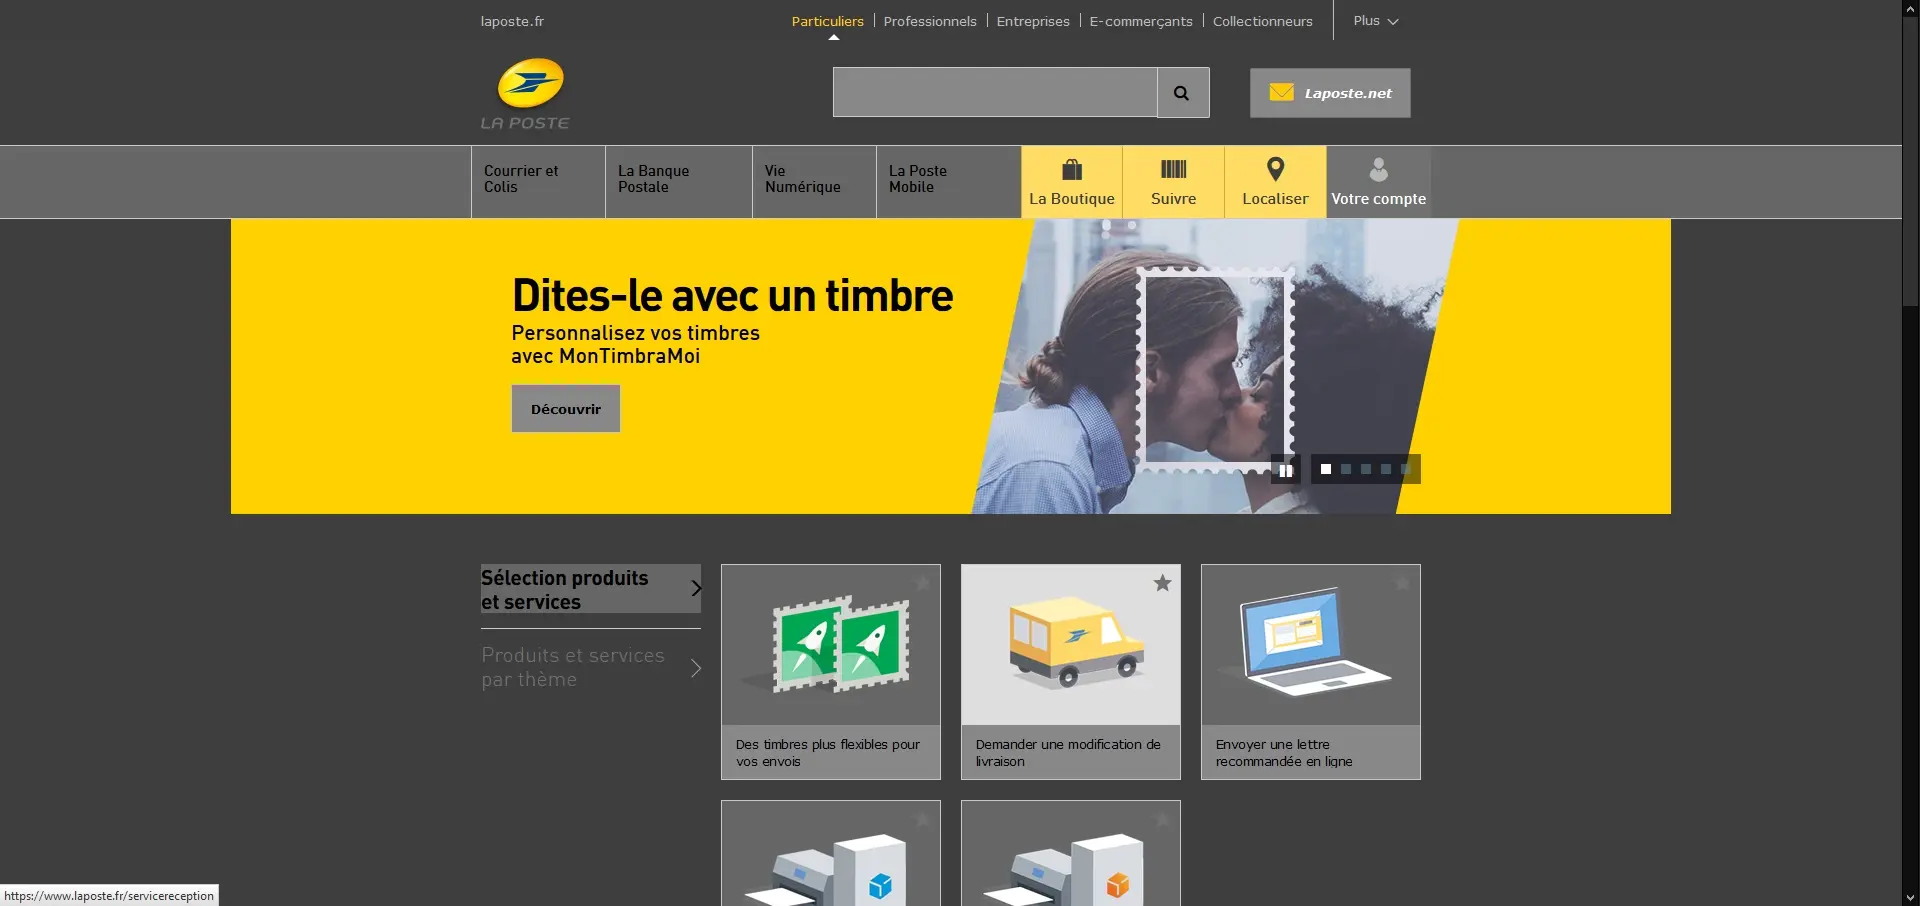 laposte.fr
Particuliers
Professionnels
Entreprises
E-commerçants
Collectionneurs
Plus
LA POSTE
Laposte.net
Courrier et
Colis
La Banque
Postale
Vie
Numérique
La Poste
Mobile
La Boutique
Suivre
Localiser
Votre compte
Dites-le avec un timbre
Personnalisez vos timbres
avec MonTimbraMoi
Découvrir
Sélection produits
et services
Produits et services
par thème
Des timbres plus flexibles pour
vos envois
Demander une modification de
livraison
Envoyer une lettre
recommandée en ligne
https://www.laposte.fr/servicereception